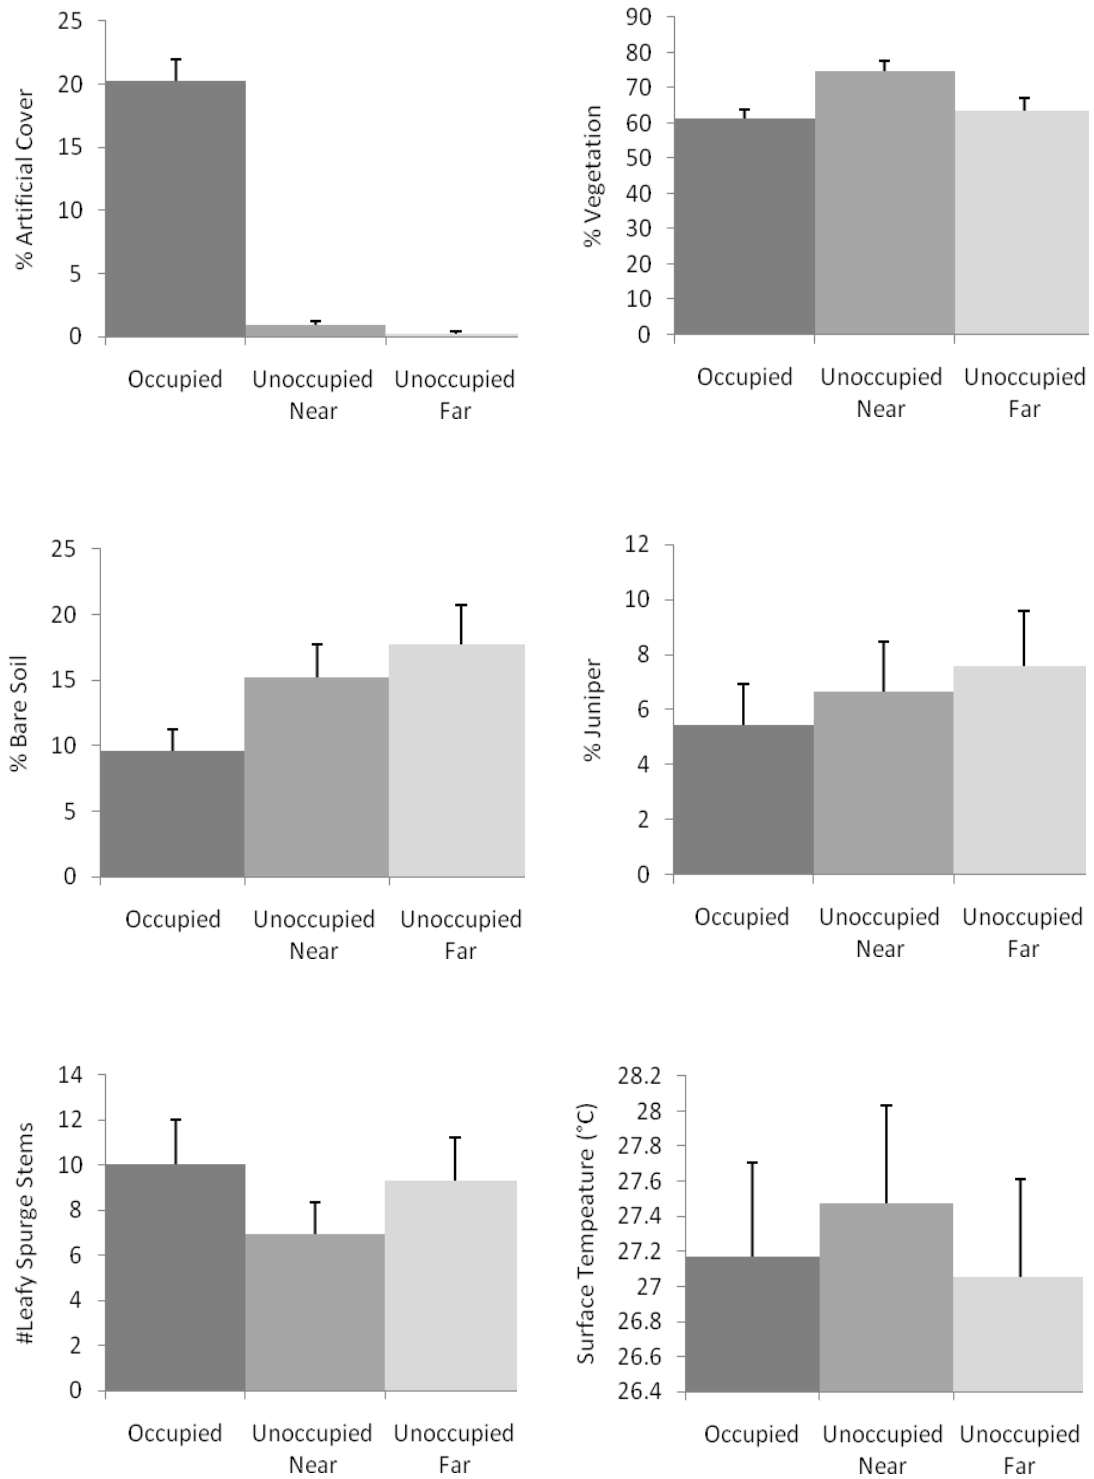 % Artificial Cover
25
20
15
10
5
0
Occupied
Unoccupied
Near
Unoccupied
Far
% Vegetation
90
80
70
60
50
40
30
20
10
0
Occupied
Unoccupied
Near
Unoccupied
Far
% Bare Soil
25
20
15
10
5
0
Occupied
Unoccupied
Near
Unoccupied
Far
% Juniper
12
10
8
6
4
2
0
Occupied
Unoccupied
Near
Unoccupied
Far
#Leafy Spurge Stems
14
12
10
8
6
4
2
0
Occupied
Unoccupied
Near
Unoccupied
Far
Surface Tempeature (°C)
28.2
28
27.8
27.6
27.4
27.2
27
26.8
26.6
26.4
Occupied
Unoccupied
Near
Unoccupied
Far